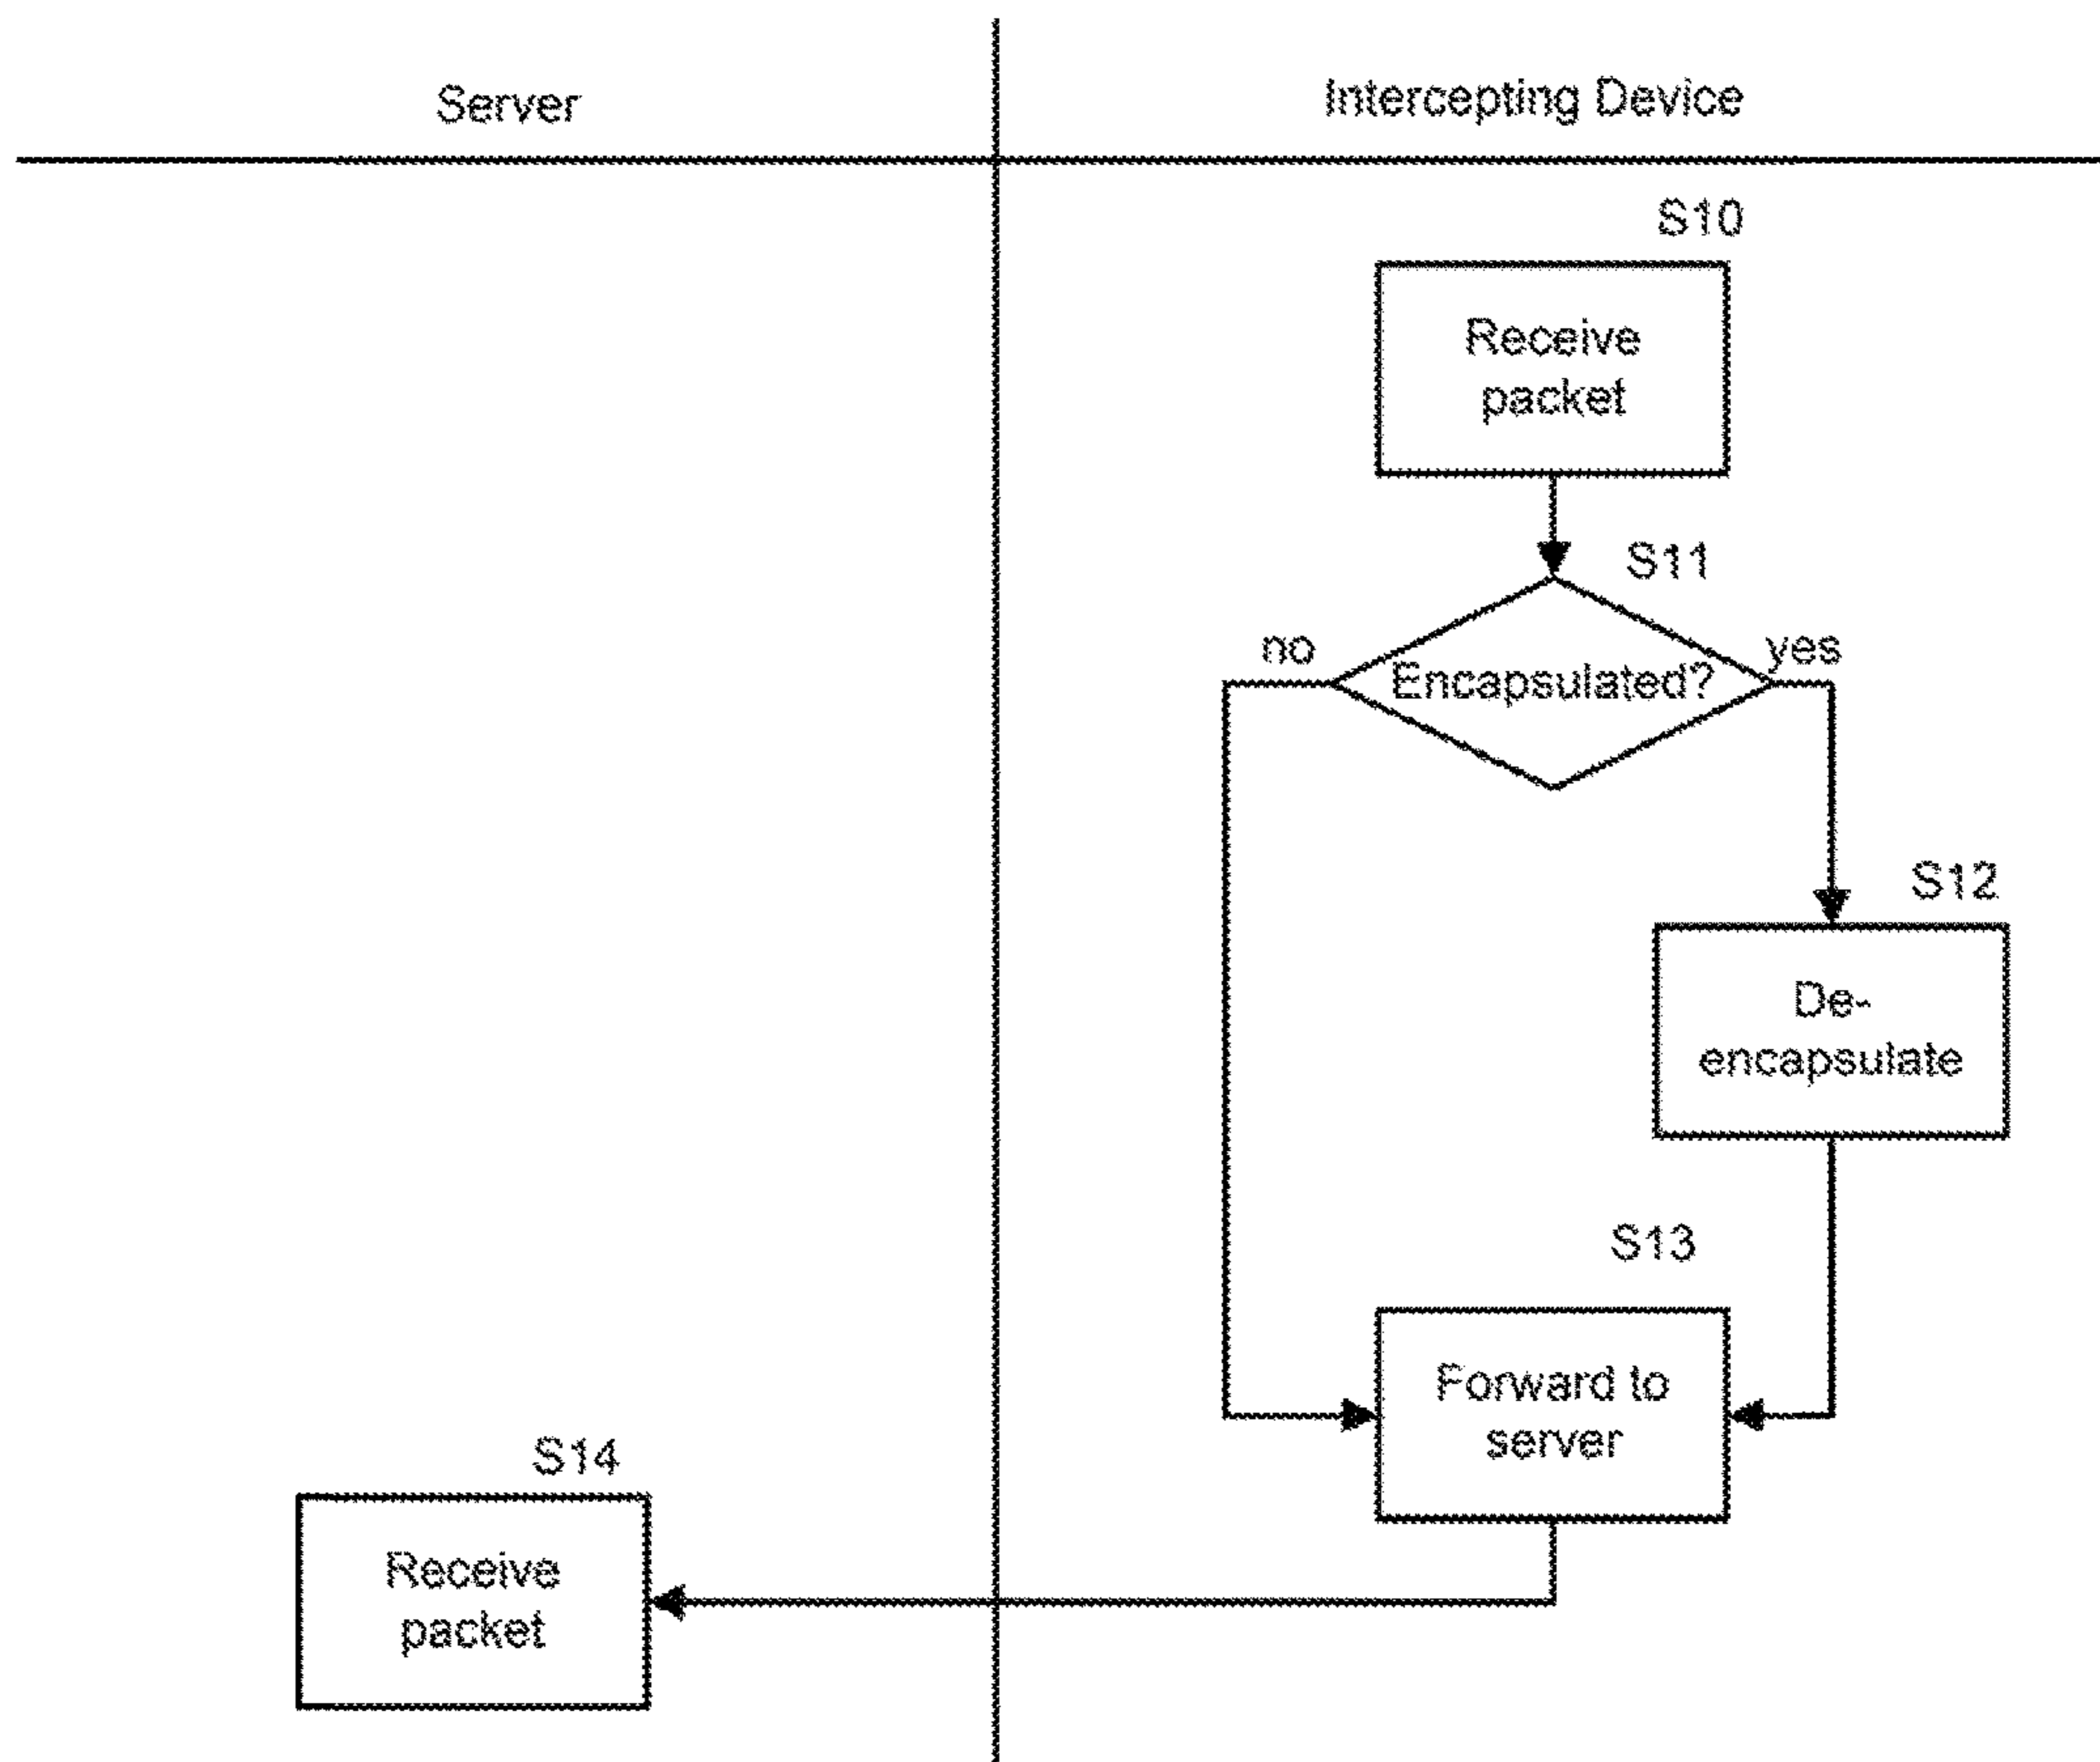 Server
Intercepting Device
S10
Receive
packet
S11
no
Encapsulated?
yes
S12
De-
encapsulate
S13
Forward to
server
S14
Receive
packet